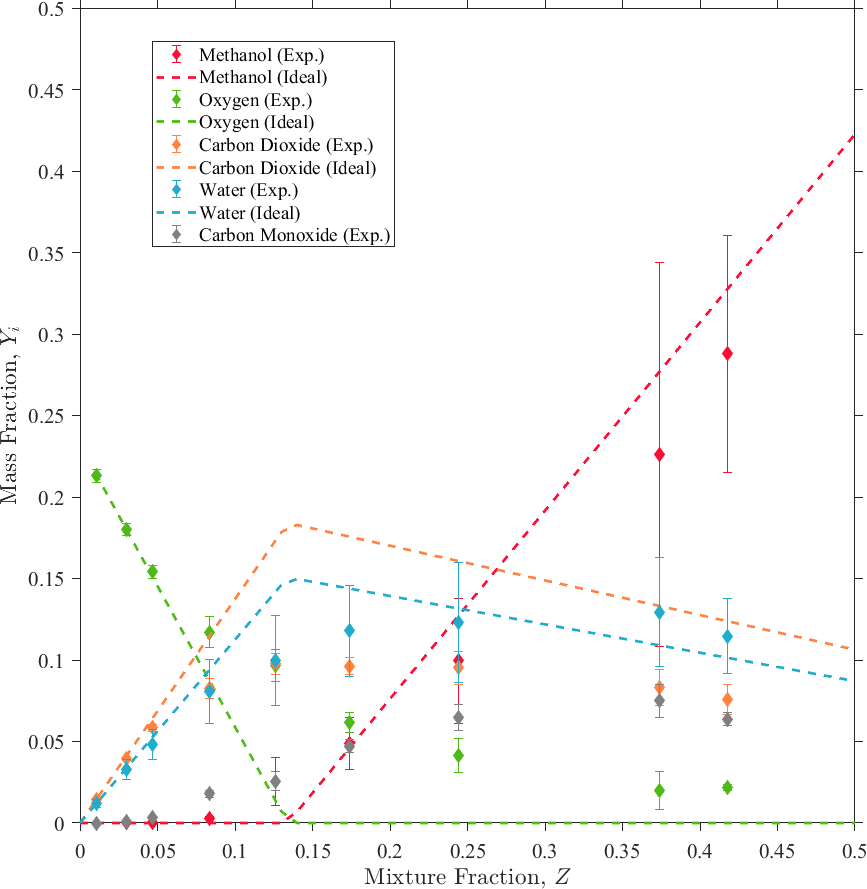 0.5
0.45
0.4
0.35
0.3
0.25
0.2
0.15
0.1
0.05
0
Mass Fraction, Yᵢ
Methanol (Exp.)
Methanol (Ideal)
Oxygen (Exp.)
Oxygen (Ideal)
Carbon Dioxide (Exp.)
Carbon Dioxide (Ideal)
Water (Exp.)
Water (Ideal)
Carbon Monoxide (Exp.)
0 0.05 0.1 0.15 0.2 0.25 0.3 0.35 0.4 0.45 0.5
Mixture Fraction, Z